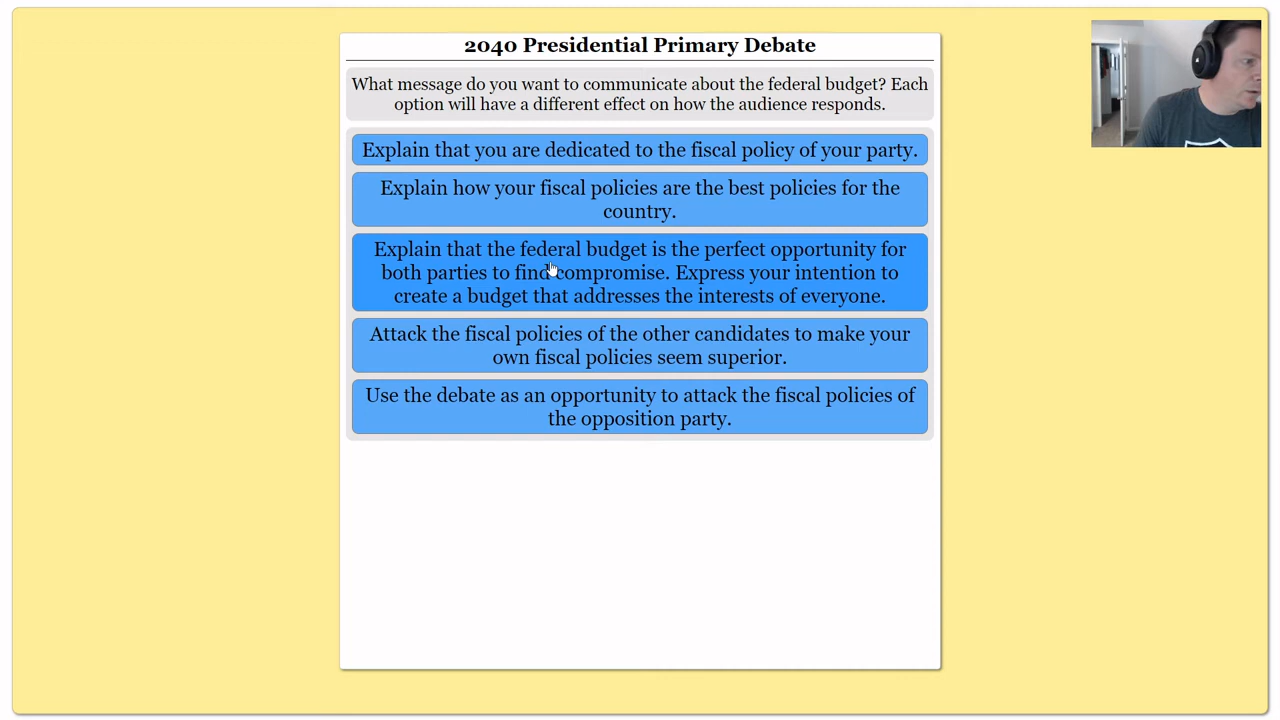 2040 Presidential Primary Debate
What message do you want to communicate about the federal budget? Each
option will have a different effect on how the audience responds.
Explain that you are dedicated to the fiscal policy of your party.
Explain how your fiscal policies are the best policies for the
country.
Explain that the federal budget is the perfect opportunity for
both parties to find compromise. Express your intention to
create a budget that addresses the interests of everyone.
Attack the fiscal policies of the other candidates to make your
own fiscal policies seem superior.
Use the debate as an opportunity to attack the fiscal policies of
the opposition party.